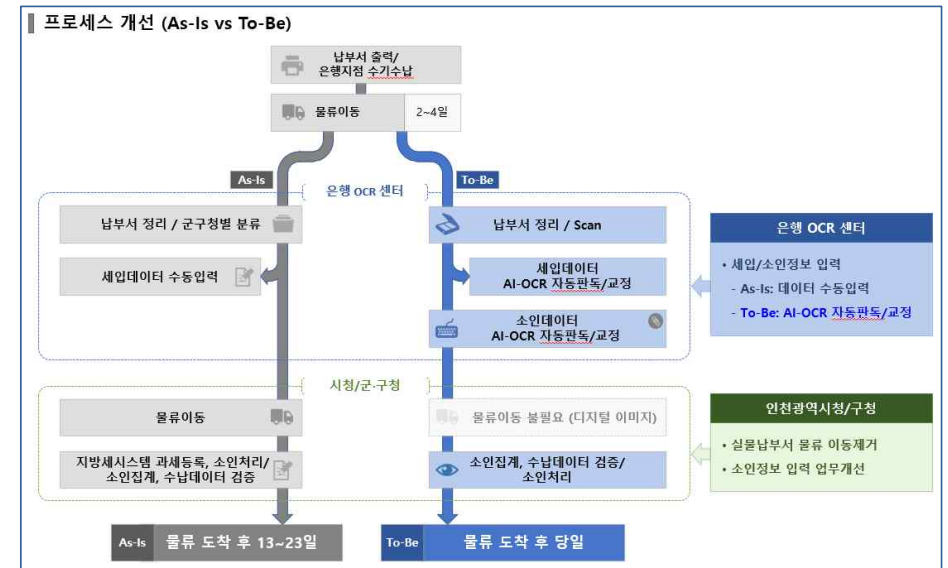 프로세스 개선 (As-Is vs To-Be)
납부서 출력/
은행지점 수기수납
물류이동
2~4일
As-Is
To-Be
은행 OCR 센터
납부서 정리 / 군구청별 분류
납부서 정리 / Scan
세입데이터 수동입력
세입데이터
AI-OCR 자동판독/교정
소인데이터
AI-OCR 자동판독/교정
은행 OCR 센터
• 세입/소인정보 입력
- As-Is: 데이터 수동입력
- To-Be: AI-OCR 자동판독/교정
시청/군·구청
물류이동
물류이동 불필요 (디지털 이미지)
지방세시스템 과세등록, 소인처리/
소인집계, 수납데이터 검증
소인집계, 수납데이터 검증/
소인처리
인천광역시청/구청
• 실물납부서 물류 이동제거
• 소인정보 입력 업무개선
As-Is 물류 도착 후 13~23일
To-Be 물류 도착 후 당일